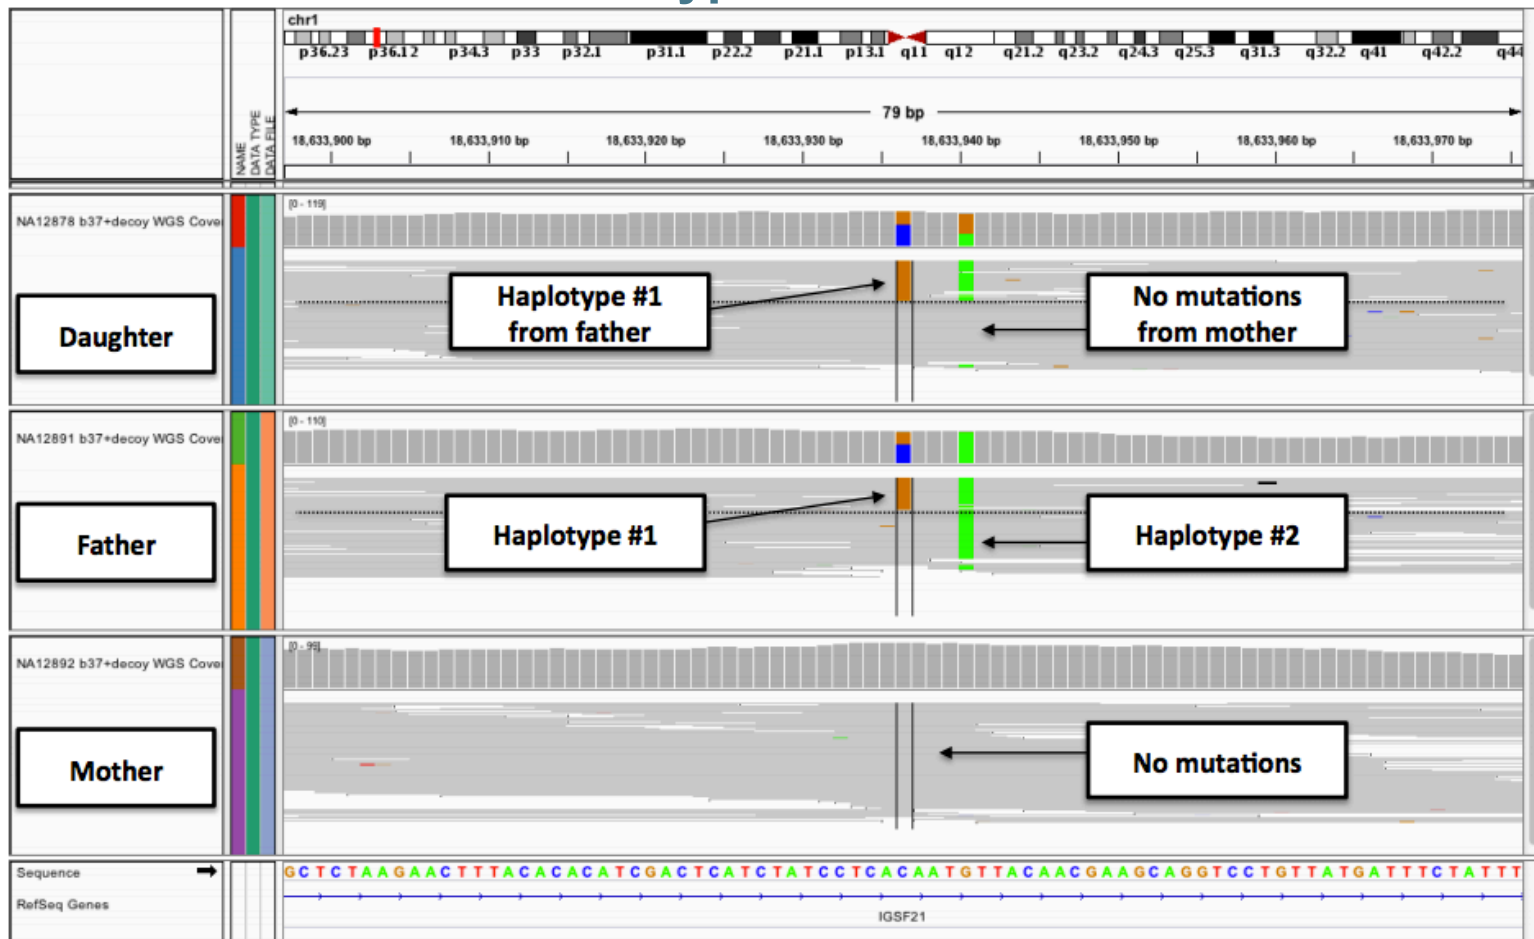 chr1
p36.23 p36.12 p34.3 p33 p32.1 p31.1 p22.2 p21.1 p13.1 q11 q12 q21.2 q23.2 q24.3 q25.3 q31.3 q32.2 q41 q42.2 q44
79 bp
18,633,900 bp 18,633,910 bp 18,633,920 bp 18,633,930 bp 18,633,940 bp 18,633,950 bp 18,633,960 bp 18,633,970 bp
NAME
DATA TYPE
DATA FILE
NA12878 b37+decoy WGS Cove
[0 - 119]
Daughter
Haplotype #1
from father
No mutations
from mother
NA12891 b37+decoy WGS Cove
[0 - 110]
Father
Haplotype #1
Haplotype #2
NA12892 b37+decoy WGS Cove
[0 - 99]
Mother
No mutations
Sequence
G C T C T A A G A A C T T T A C A C A C A T C G A C T C A T C T A T C C T C A C A A T G T T A C A A C G A A G C A G G T C C T G T T A T G A T T T C T A T T T
RefSeq Genes
IGSF21